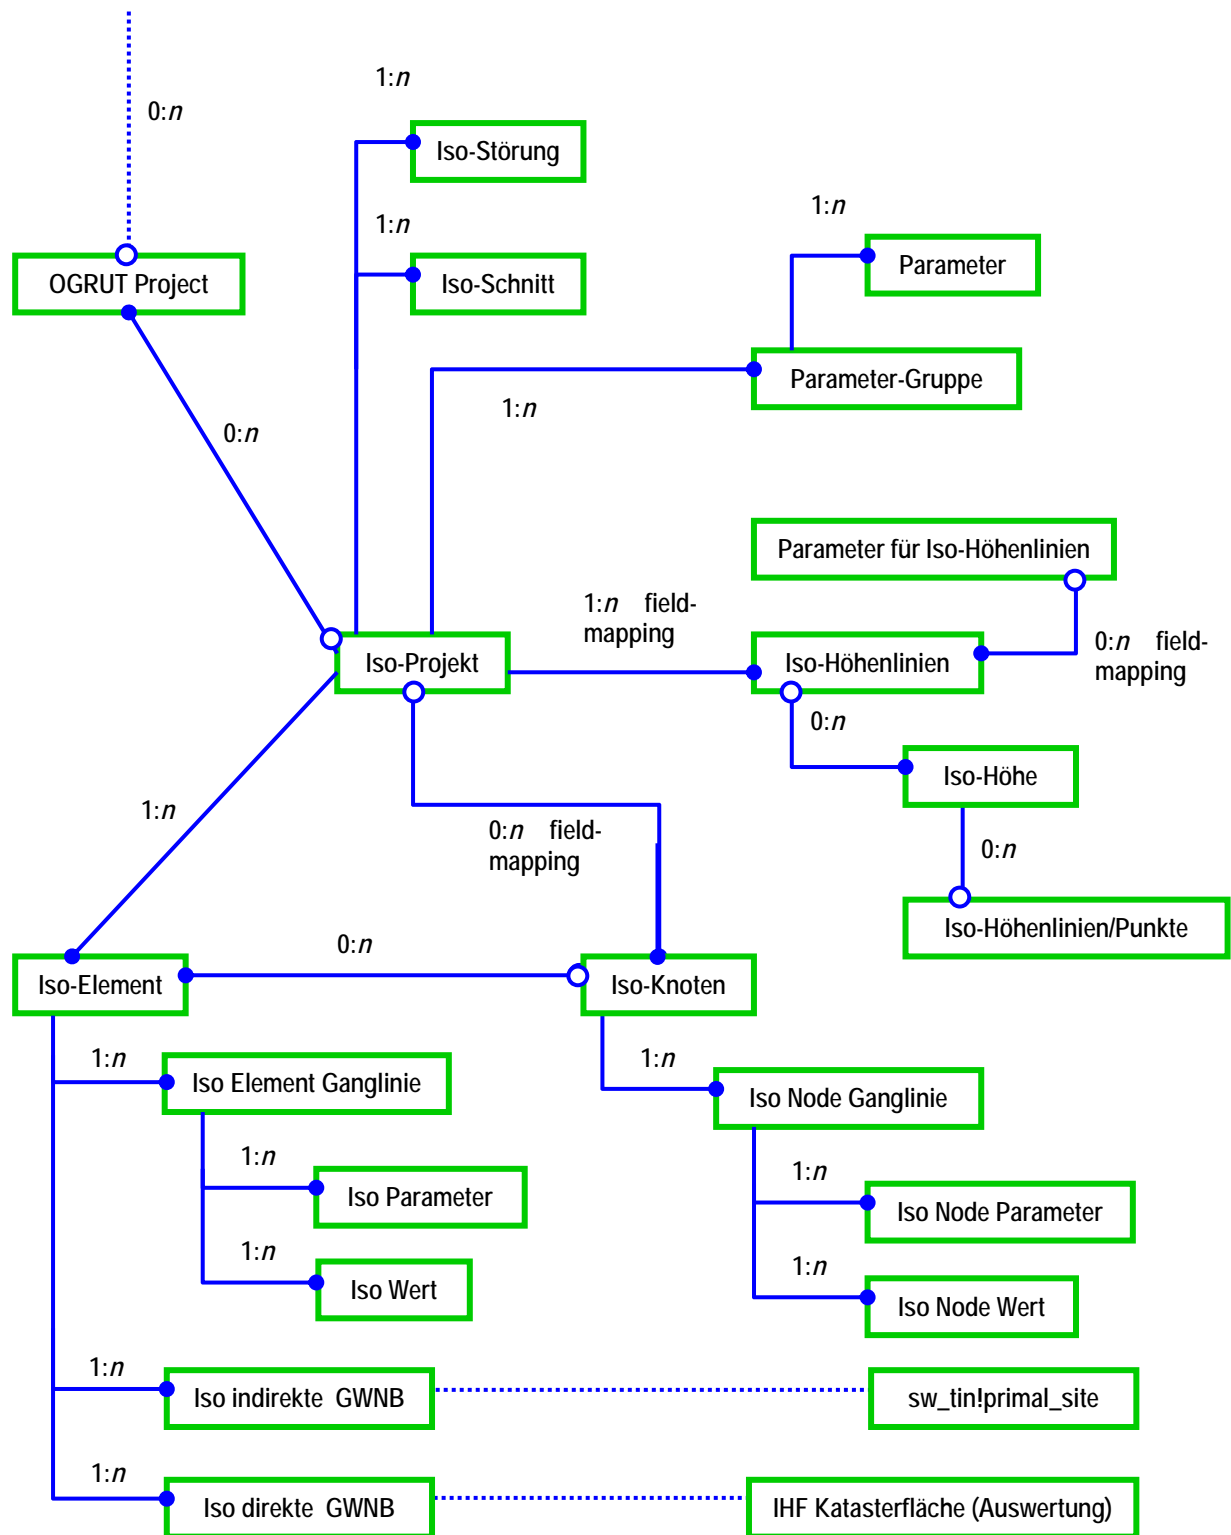 1:n
0:n
Iso-Störung
1:n
1:n
Iso-Schnitt
Parameter
OGRUT Project
Parameter-Gruppe
1:n
0:n
Parameter für Iso-Höhenlinien
1:n field-
mapping
0:n field-
mapping
Iso-Projekt
Iso-Höhenlinien
0:n
Iso-Höhe
1:n
0:n field-
mapping
0:n
Iso-Höhenlinien/Punkte
0:n
Iso-Element
Iso-Knoten
1:n
1:n
Iso Element Ganglinie
Iso Node Ganglinie
1:n
1:n
Iso Parameter
Iso Node Parameter
1:n
1:n
Iso Wert
Iso Node Wert
1:n
Iso indirekte GWNB
sw_tin!primal_site
1:n
Iso direkte GWNB
IHF Katasterfläche (Auswertung)